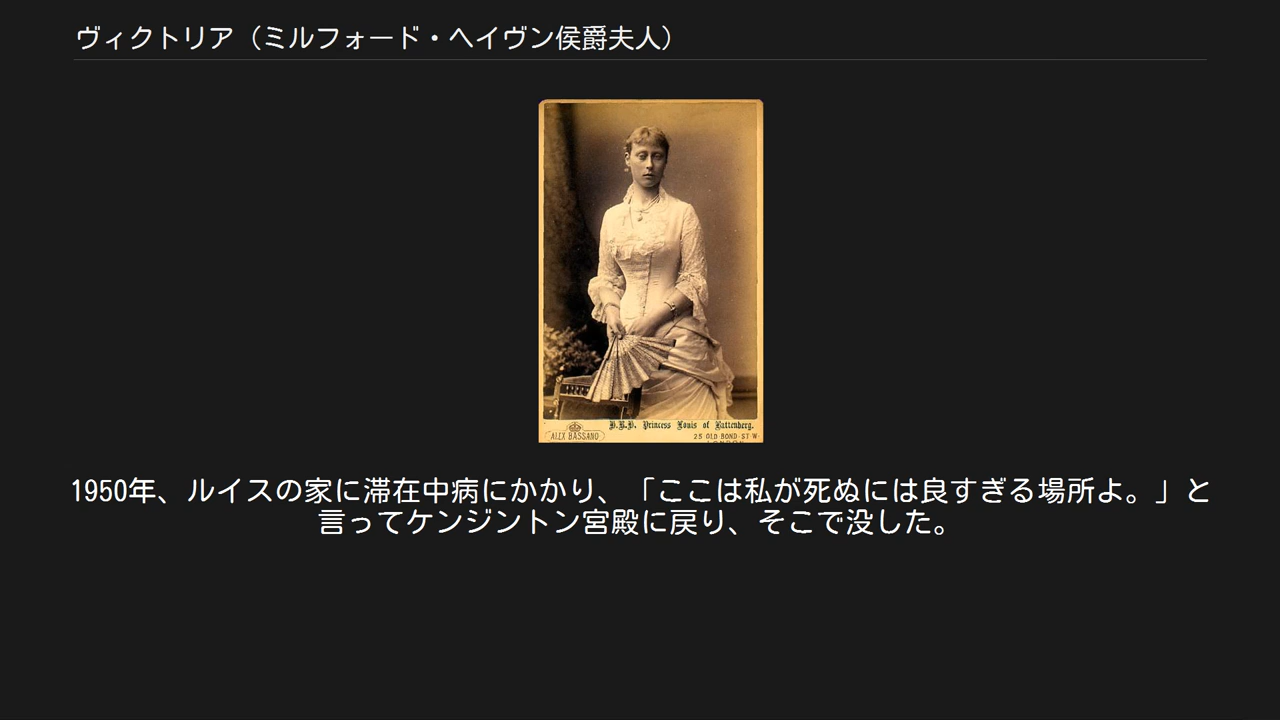 ヴィクトリア（ミルフォード・ヘイヴン侯爵夫人）
H.R.H. Princess Louis of Battenberg.
ALEX BASSANO
25 OLD BOND ST W.
LONDON
1950年、ルイスの家に滞在中病にかかり、「ここは私が死ぬには良すぎる場所よ。」と
言ってケンジントン宮殿に戻り、そこで没した。